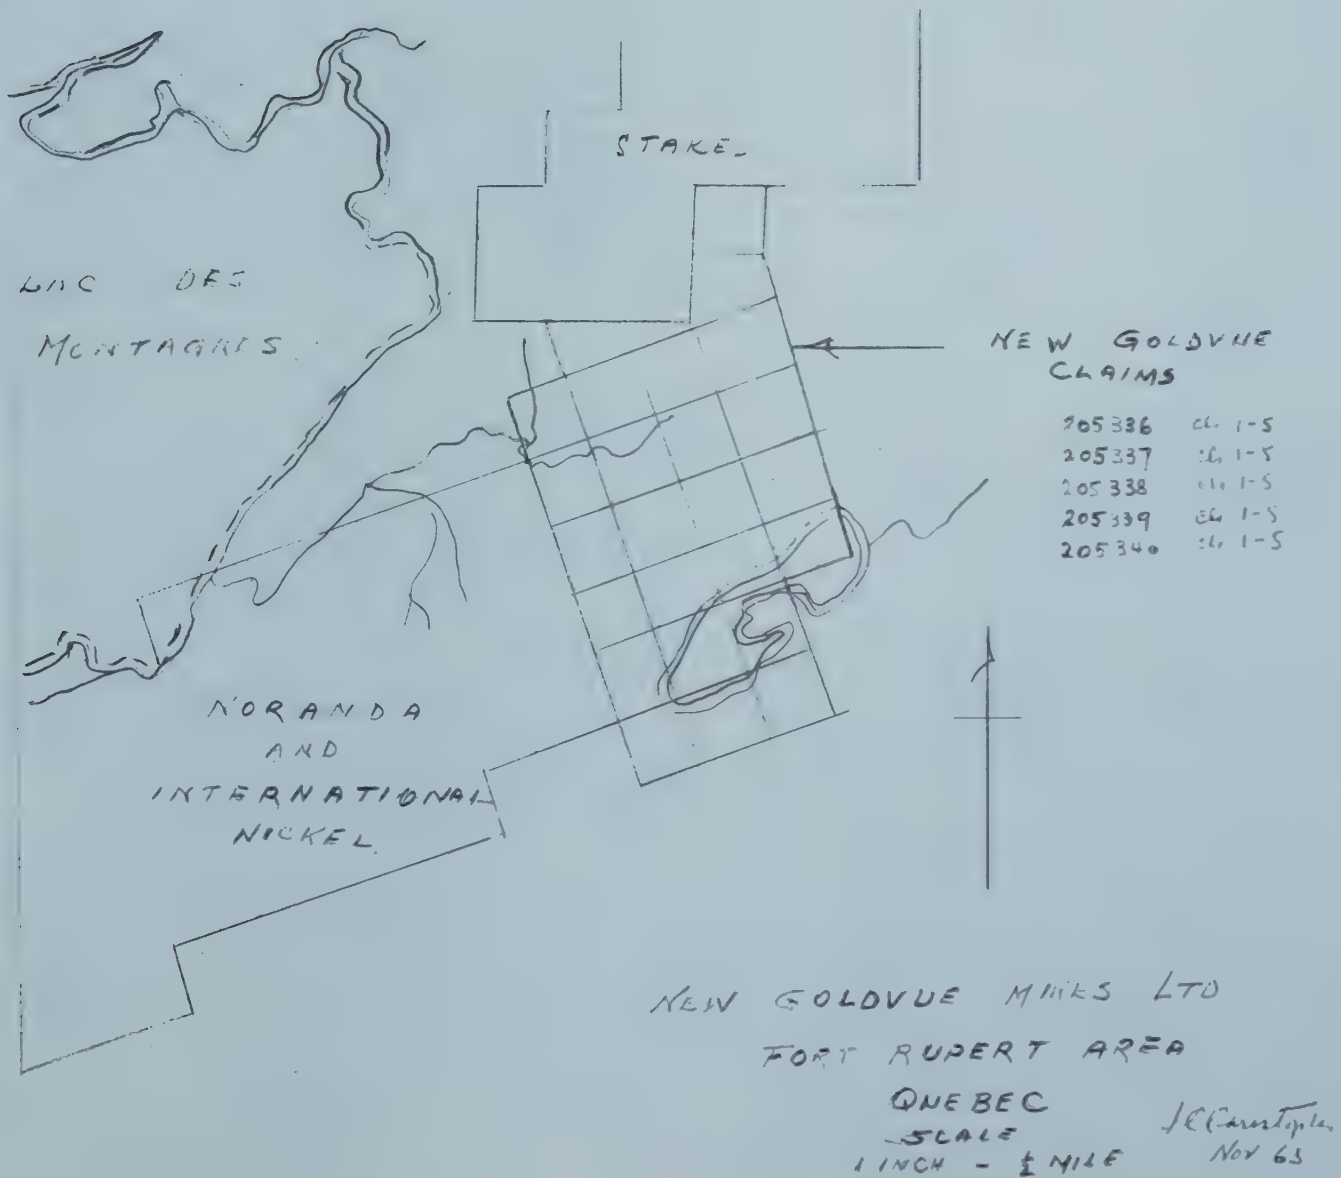 STAKE
LAC DES
MONTAGNES
NEW GOLDVUE
CLAIMS
205336 cl. 1-5
205337 cl. 1-5
205338 cl. 1-5
205339 cl. 1-5
205340 cl. 1-5
NORANDA
AND
INTERNATIONAL
NICKEL
NEW GOLDVUE MINES LTD
FORT RUPERT AREA
QUEBEC
SCALE
1 INCH - ½ MILE
Nov 63